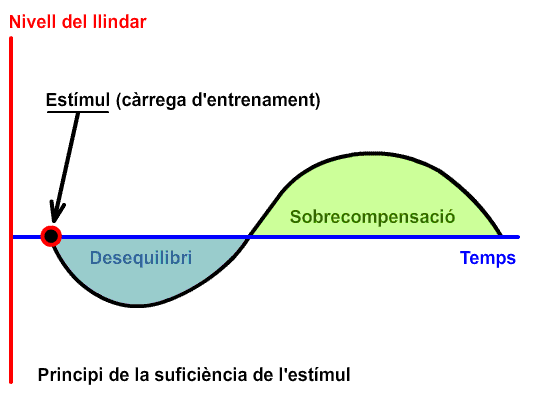 Nivell del llindar
Estímul (càrrega d'entrenament)
Sobrecompensació
Desequilibri
Temps
Principi de la suficiència de l'estímul